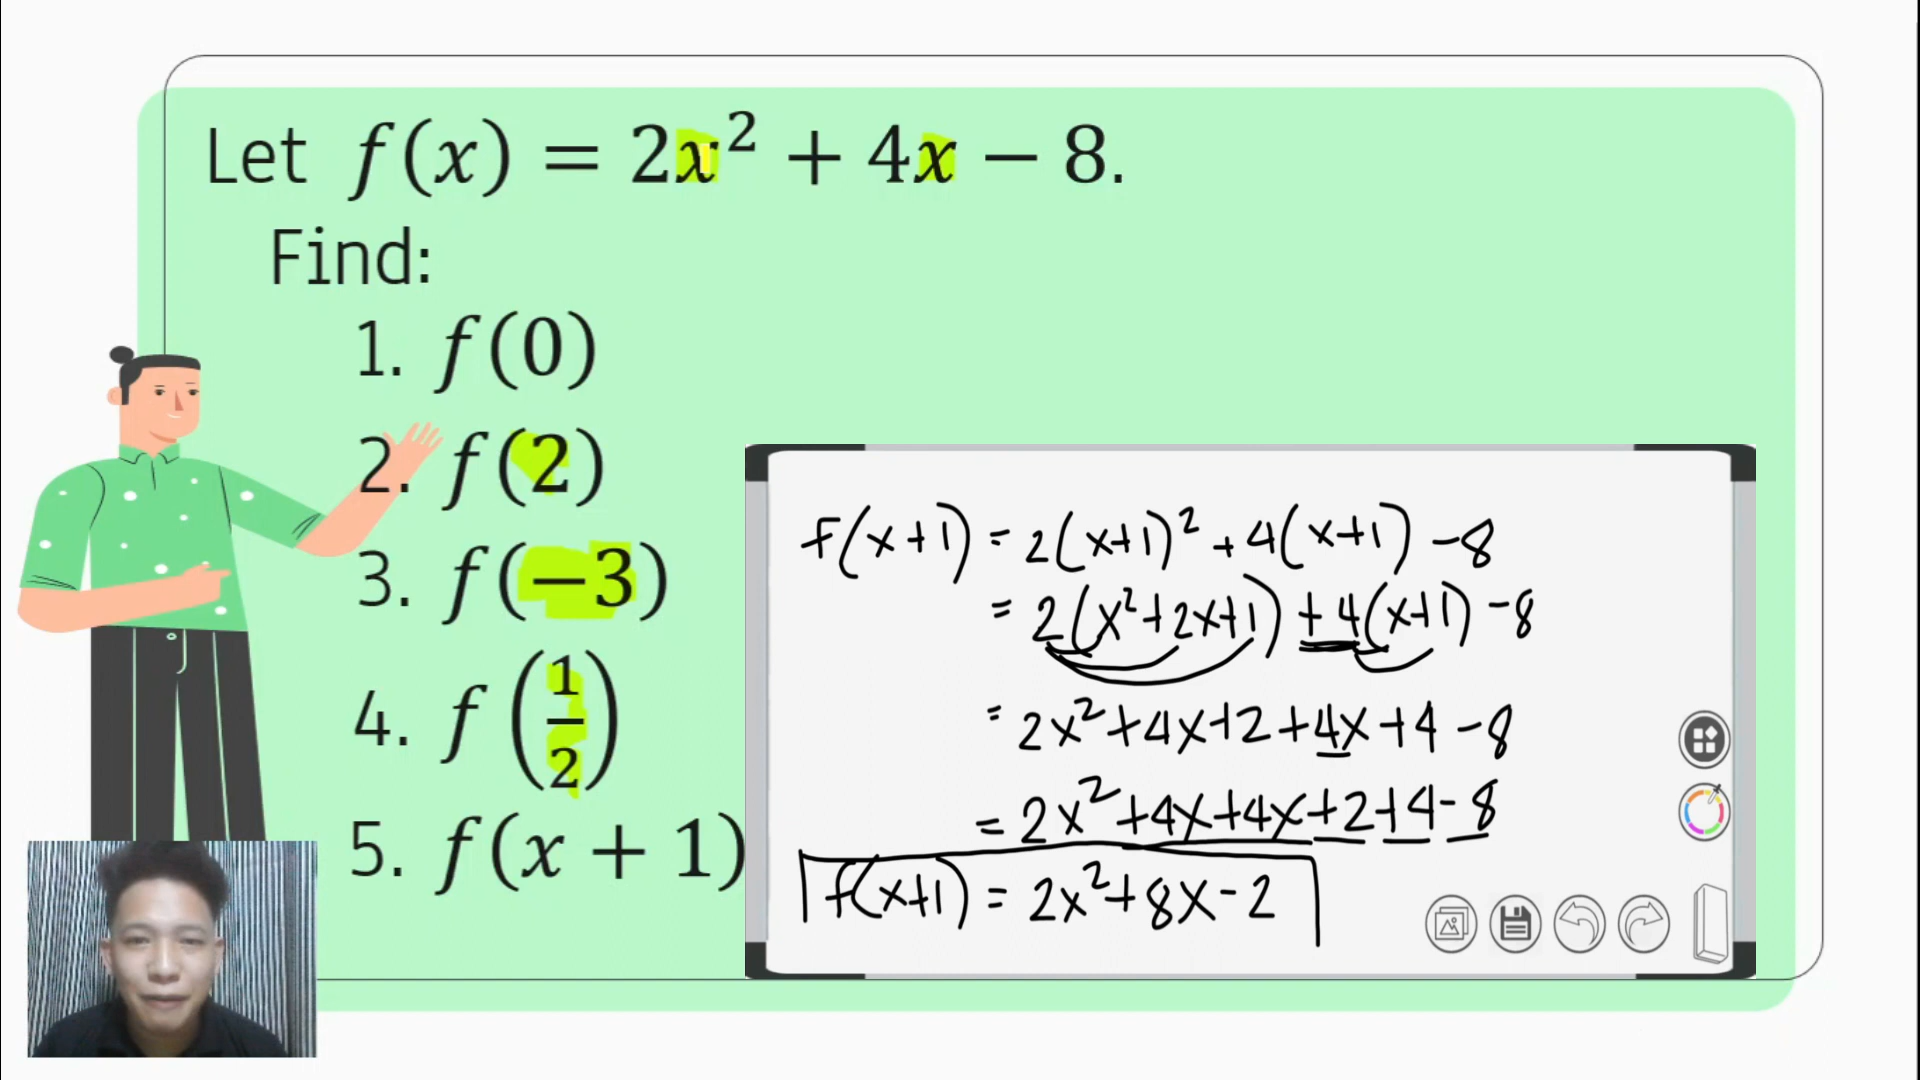 Let f(x) = 2x² + 4x − 8.
Find:
1. f(0)
2. f(2)
3. f(−3)
4. f(1/2)
5. f(x + 1)
f(x+1) = 2(x+1)² + 4(x+1) − 8
= 2(x²+2x+1) + 4(x+1) − 8
= 2x² + 4x + 2 + 4x + 4 − 8
= 2x² + 4x + 4x + 2 + 4 − 8
f(x+1) = 2x² + 8x − 2